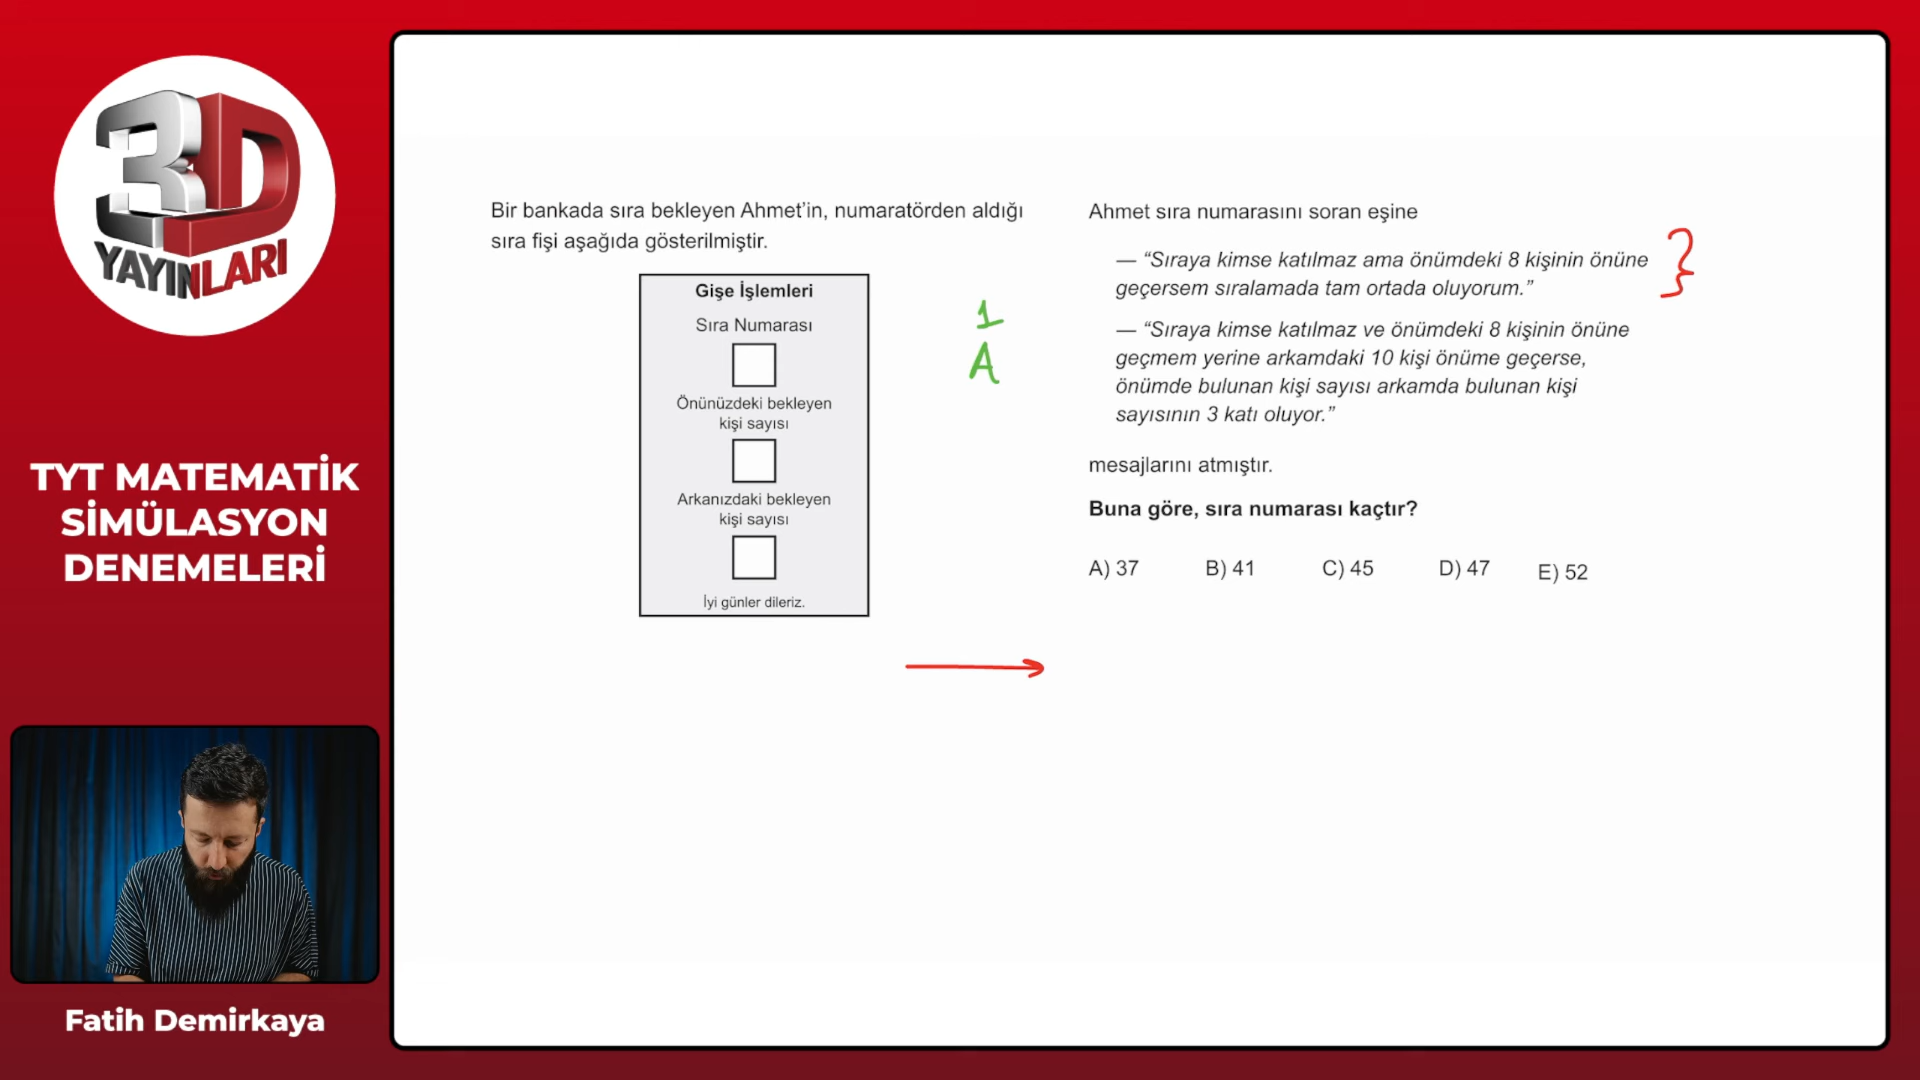 3D
YAYINLARI
TYT MATEMATİK
SİMÜLASYON
DENEMELERİ
Fatih Demirkaya
Bir bankada sıra bekleyen Ahmet’in, numaratörden aldığı
sıra fişi aşağıda gösterilmiştir.
Gişe İşlemleri
Sıra Numarası
Önünüzdeki bekleyen
kişi sayısı
Arkanızdaki bekleyen
kişi sayısı
İyi günler dileriz.
1
A
Ahmet sıra numarasını soran eşine
— “Sıraya kimse katılmaz ama önümdeki 8 kişinin önüne
geçersem sıralamada tam ortada oluyorum.”
— “Sıraya kimse katılmaz ve önümdeki 8 kişinin önüne
geçmem yerine arkamdaki 10 kişi önüme geçerse,
önümde bulunan kişi sayısı arkamda bulunan kişi
sayısının 3 katı oluyor.”
mesajlarını atmıştır.
Buna göre, sıra numarası kaçtır?
A) 37 B) 41 C) 45 D) 47 E) 52